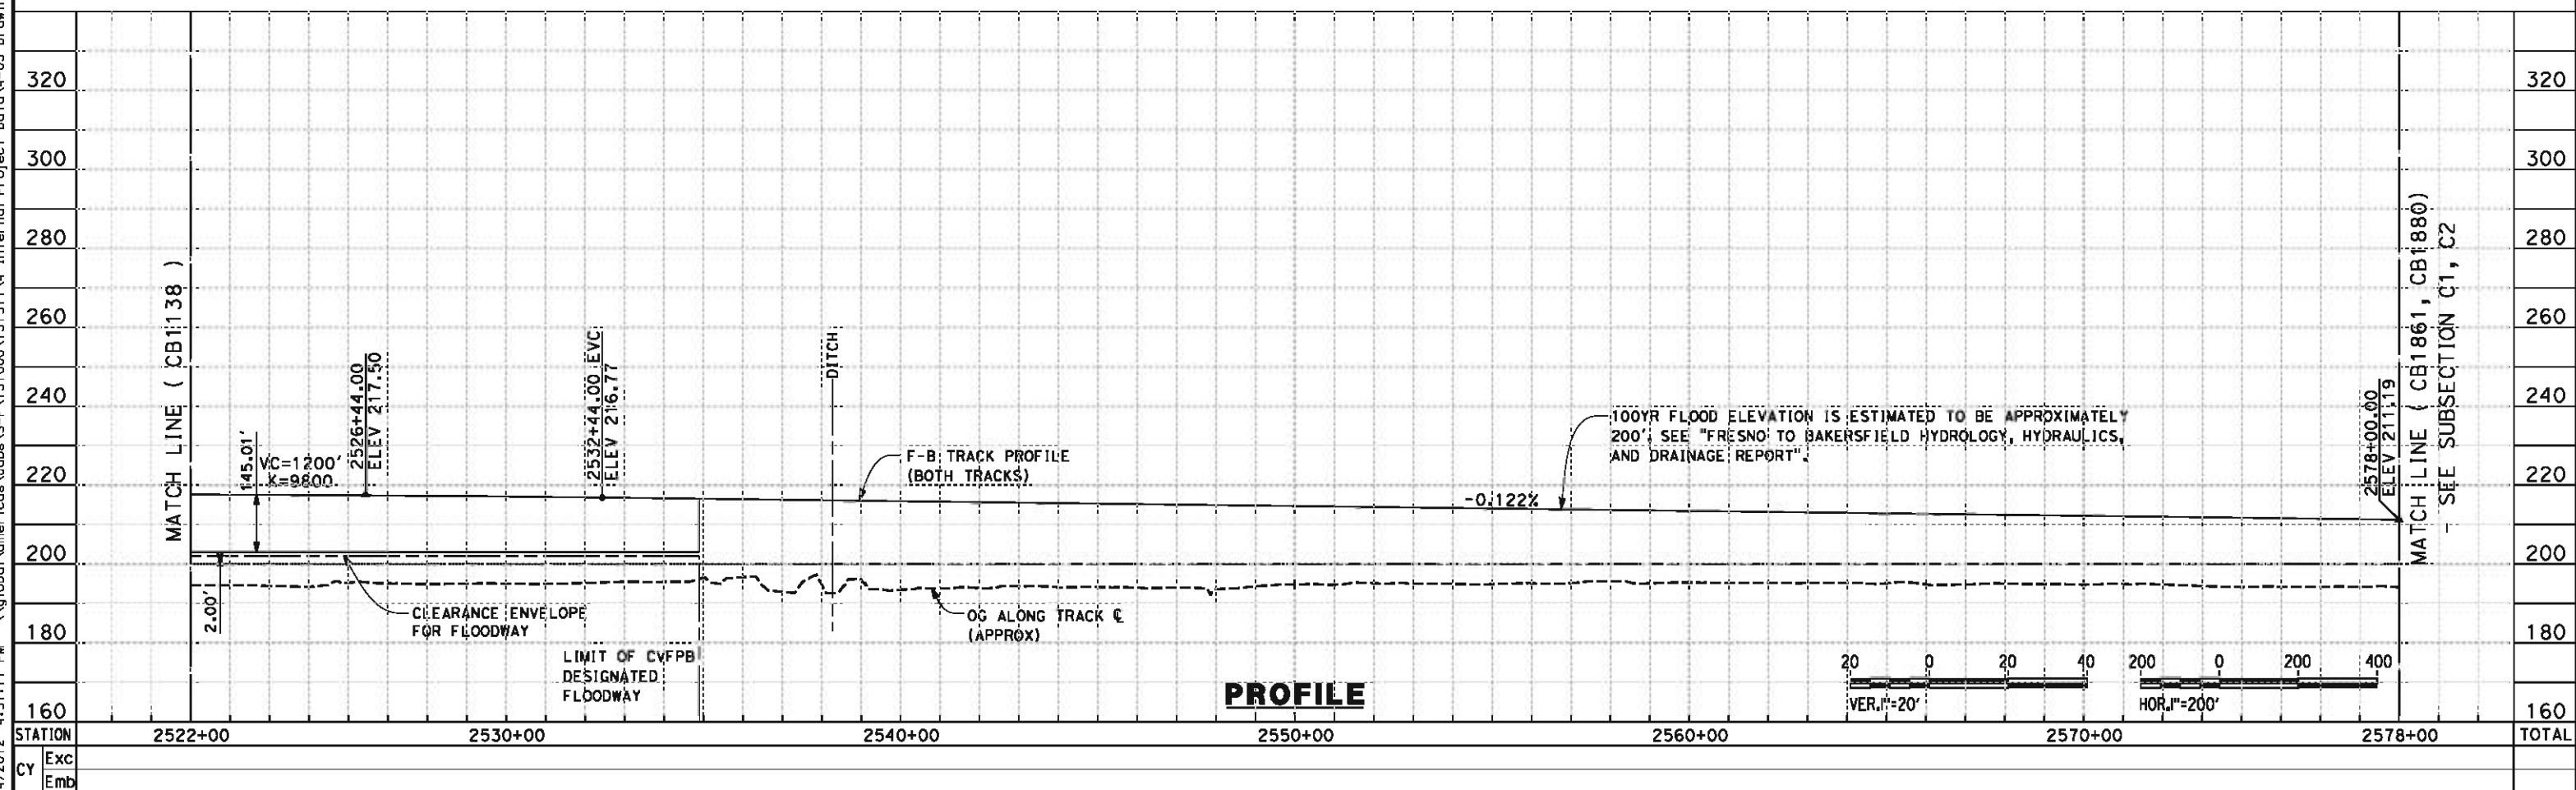 320
300
280
260
240
220
200
180
160
MATCH LINE ( CB1138 )
145.01'
VC=1200'
K=9800
2526+44.00
ELEV 217.50
2532+44.00 EVC
ELEV 216.77
DITCH
F-B TRACK PROFILE
(BOTH TRACKS)
-0.122%
100YR FLOOD ELEVATION IS ESTIMATED TO BE APPROXIMATELY
200'. SEE "FRESNO TO BAKERSFIELD HYDROLOGY, HYDRAULICS,
AND DRAINAGE REPORT".
2578+00.00
ELEV 211.19
MATCH LINE ( CB1861, CB1880)
- SEE SUBSECTION C1, C2
320
300
280
260
240
220
200
180
160
2.00'
CLEARANCE ENVELOPE
FOR FLOODWAY
LIMIT OF CVFPB
DESIGNATED
FLOODWAY
OG ALONG TRACK ℄
(APPROX)
PROFILE
20 0 20 40
VER.1"=20'
200 0 200 400
HOR.1"=200'
STATION 2522+00 2530+00 2540+00 2550+00 2560+00 2570+00 2578+00 TOTAL
CY
Exc
Emb